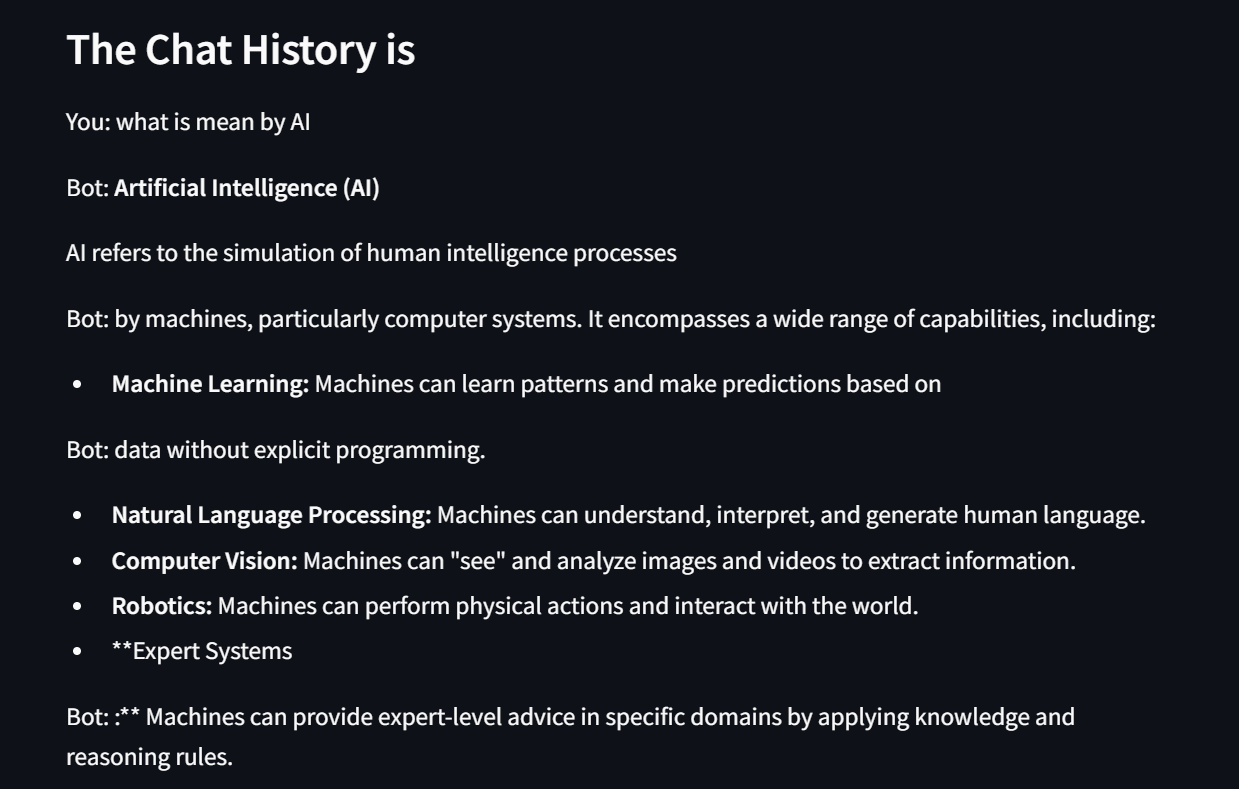 The Chat History is
You: what is mean by AI
Bot: Artificial Intelligence (AI)
AI refers to the simulation of human intelligence processes
Bot: by machines, particularly computer systems. It encompasses a wide range of capabilities, including:
• Machine Learning: Machines can learn patterns and make predictions based on
Bot: data without explicit programming.
• Natural Language Processing: Machines can understand, interpret, and generate human language.
• Computer Vision: Machines can "see" and analyze images and videos to extract information.
• Robotics: Machines can perform physical actions and interact with the world.
• **Expert Systems
Bot: :** Machines can provide expert-level advice in specific domains by applying knowledge and
reasoning rules.